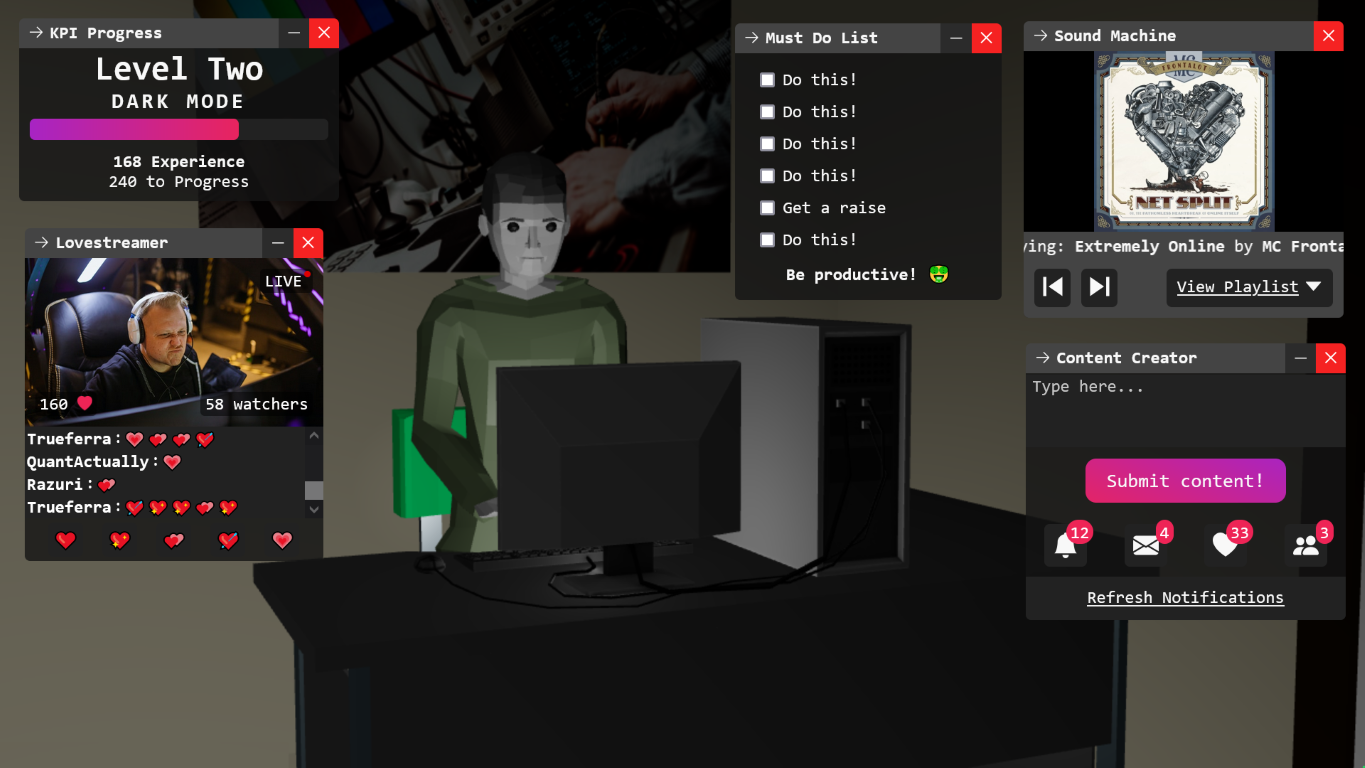 KPI Progress
Level Two
DARK MODE
168 Experience
240 to Progress
Lovestreamer
LIVE
160
58 watchers
Trueferra:
QuantActually:
Razuri:
Trueferra:
Must Do List
Do this!
Do this!
Do this!
Do this!
Get a raise
Do this!
Be productive!
Sound Machine
MC
FRONTALOT
NET SPLIT
ying: Extremely Online by MC Fronta
View Playlist
Content Creator
Type here...
Submit content!
12
4
33
3
Refresh Notifications